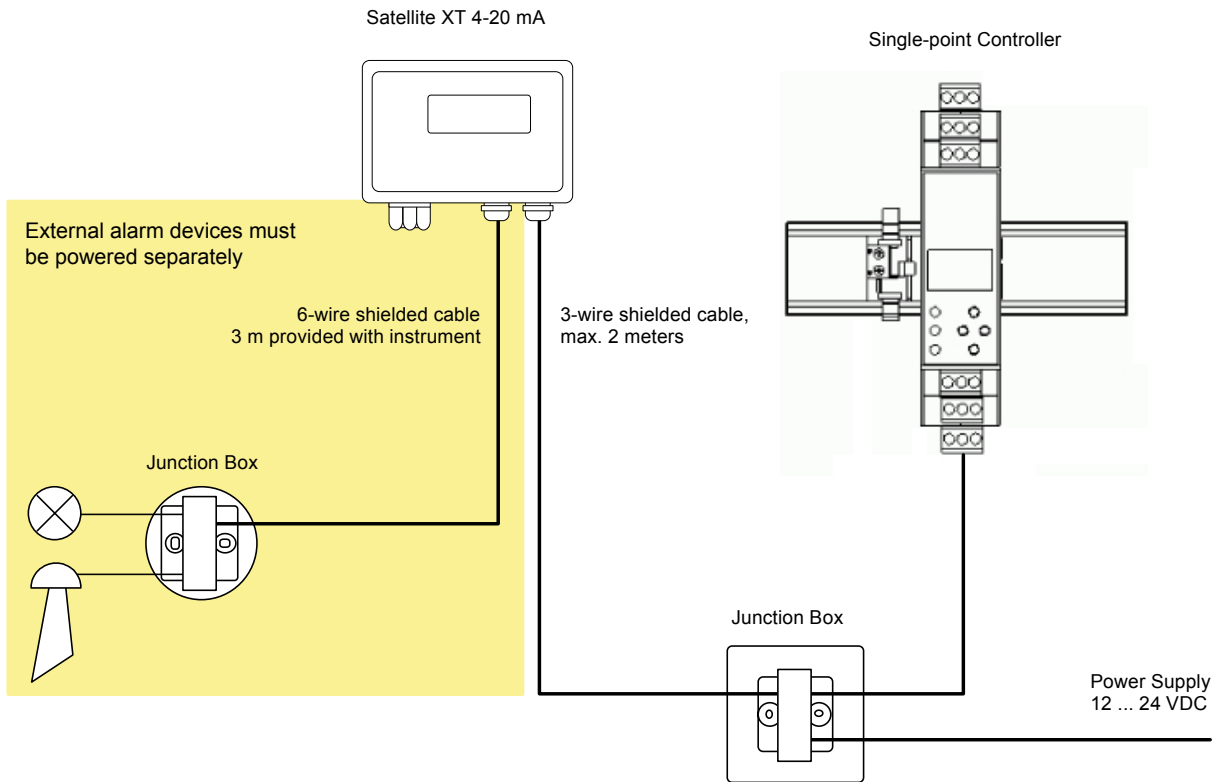 Satellite XT 4-20 mA
Single-point Controller
External alarm devices must
be powered separately
6-wire shielded cable
3 m provided with instrument
3-wire shielded cable,
max. 2 meters
Junction Box
Junction Box
Power Supply
12 ... 24 VDC